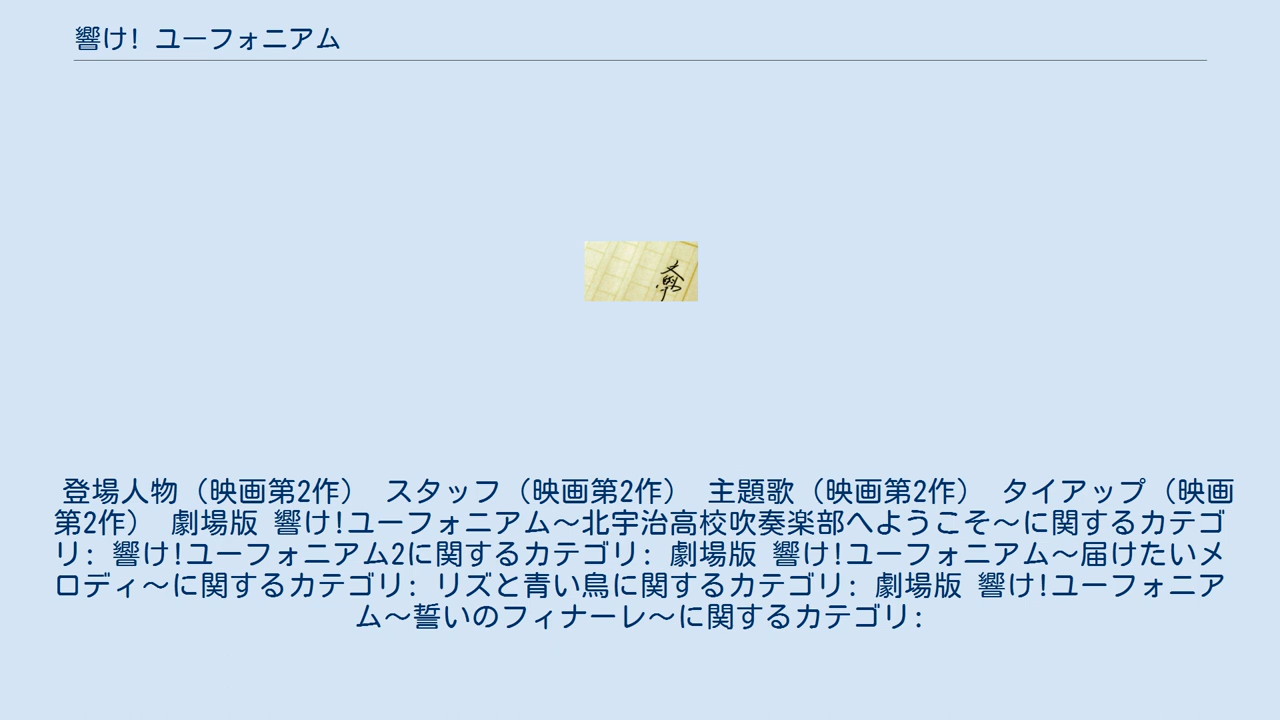 響け! ユーフォニアム
登場人物（映画第2作） スタッフ（映画第2作） 主題歌（映画第2作） タイアップ（映画
第2作） 劇場版 響け!ユーフォニアム〜北宇治高校吹奏楽部へようこそ〜に関するカテゴ
リ: 響け!ユーフォニアム2に関するカテゴリ: 劇場版 響け!ユーフォニアム〜届けたいメ
ロディ〜に関するカテゴリ: リズと青い鳥に関するカテゴリ: 劇場版 響け!ユーフォニア
ム〜誓いのフィナーレ〜に関するカテゴリ: